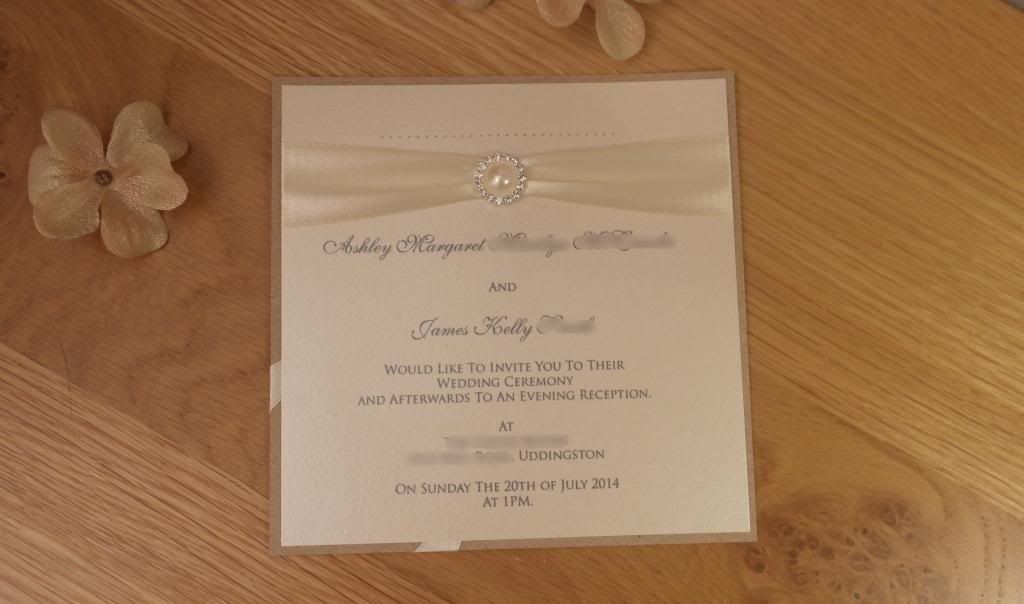 Ashley Margaret
AND
James Kelly
WOULD LIKE TO INVITE YOU TO THEIR
WEDDING CEREMONY
AND AFTERWARDS TO AN EVENING RECEPTION.
AT
, UDDINGSTON
ON SUNDAY THE 20TH OF JULY 2014
AT 1PM.